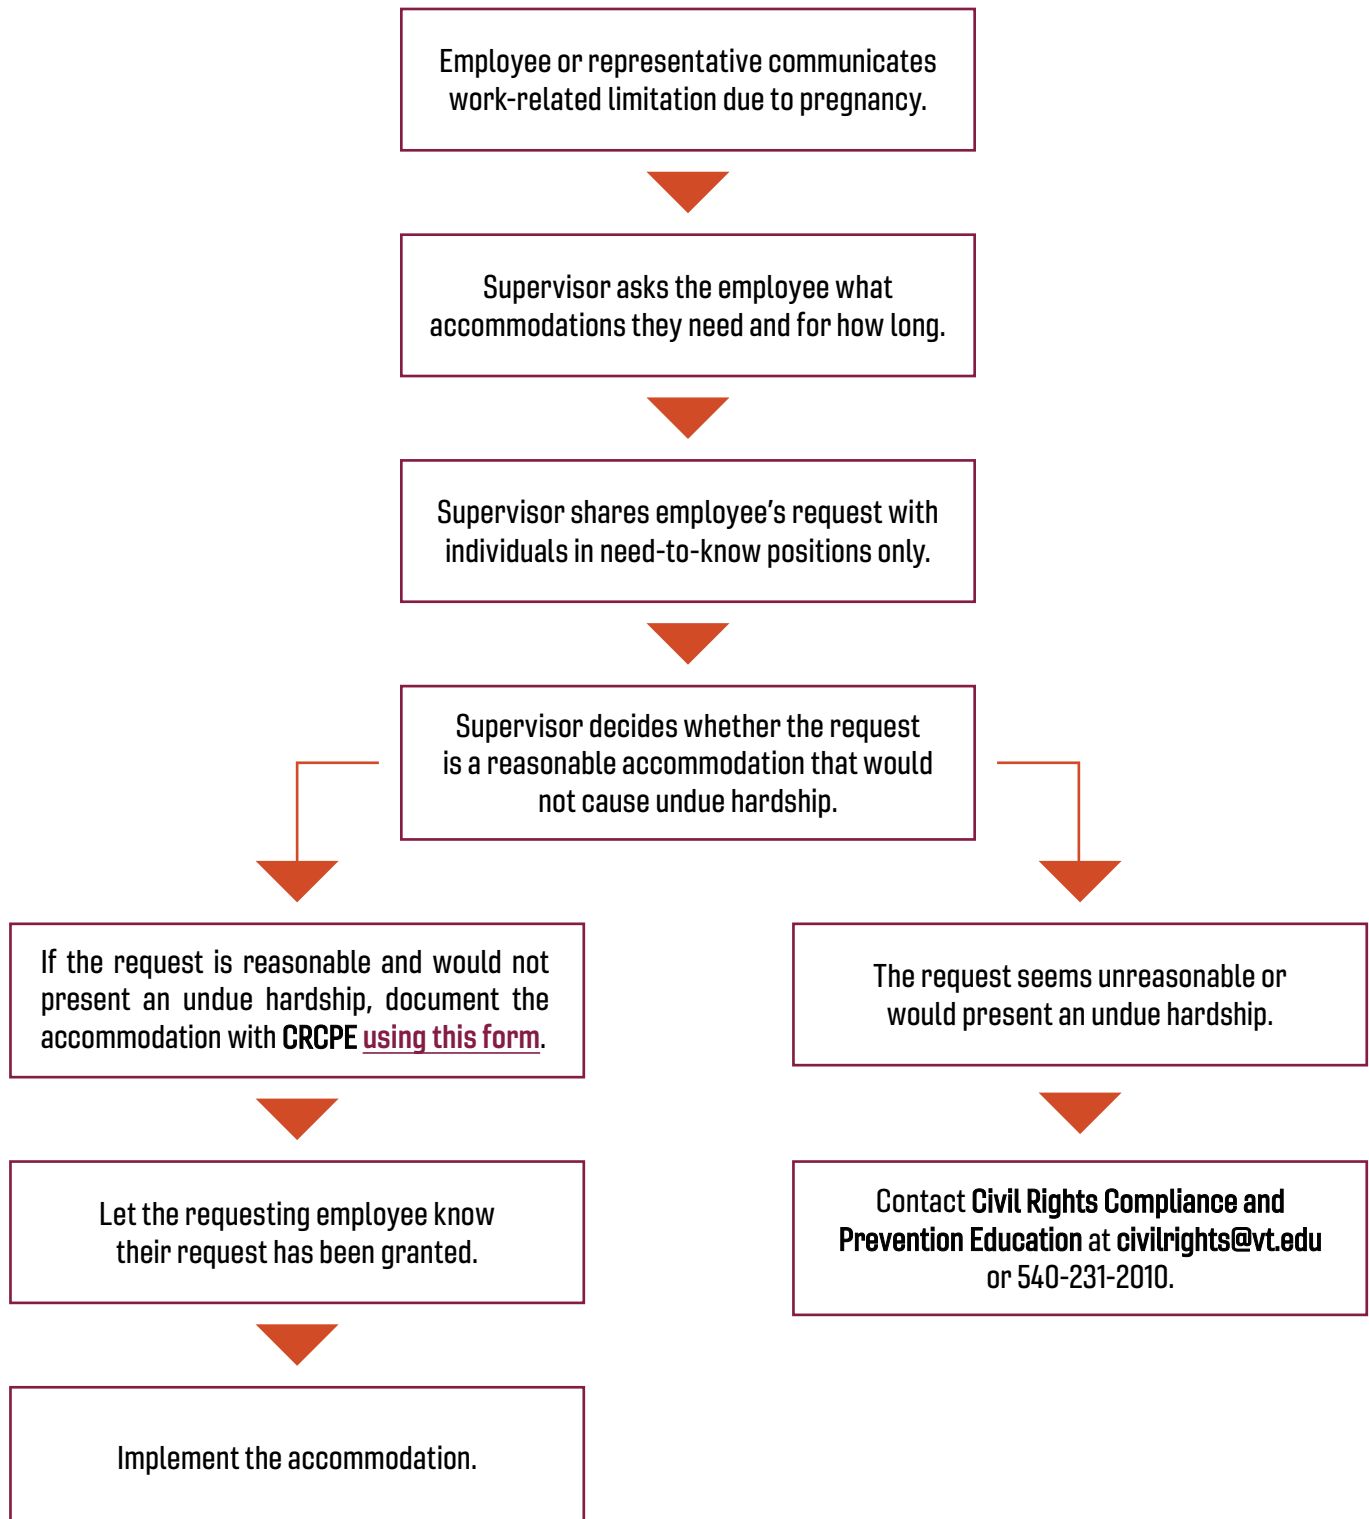 Employee or representative communicates
work-related limitation due to pregnancy.
Supervisor asks the employee what
accommodations they need and for how long.
Supervisor shares employee's request with
individuals in need-to-know positions only.
Supervisor decides whether the request
is a reasonable accommodation that would
not cause undue hardship.
If the request is reasonable and would not
present an undue hardship, document the
accommodation with CRCPE using this form.
Let the requesting employee know
their request has been granted.
Implement the accommodation.
The request seems unreasonable or
would present an undue hardship.
Contact Civil Rights Compliance and
Prevention Education at civilrights@vt.edu
or 540-231-2010.